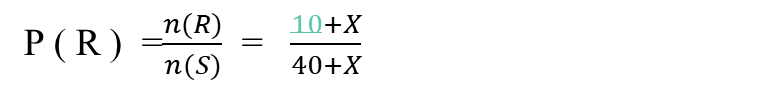 P ( R ) = n(R)/n(S) = 10+X/40+X